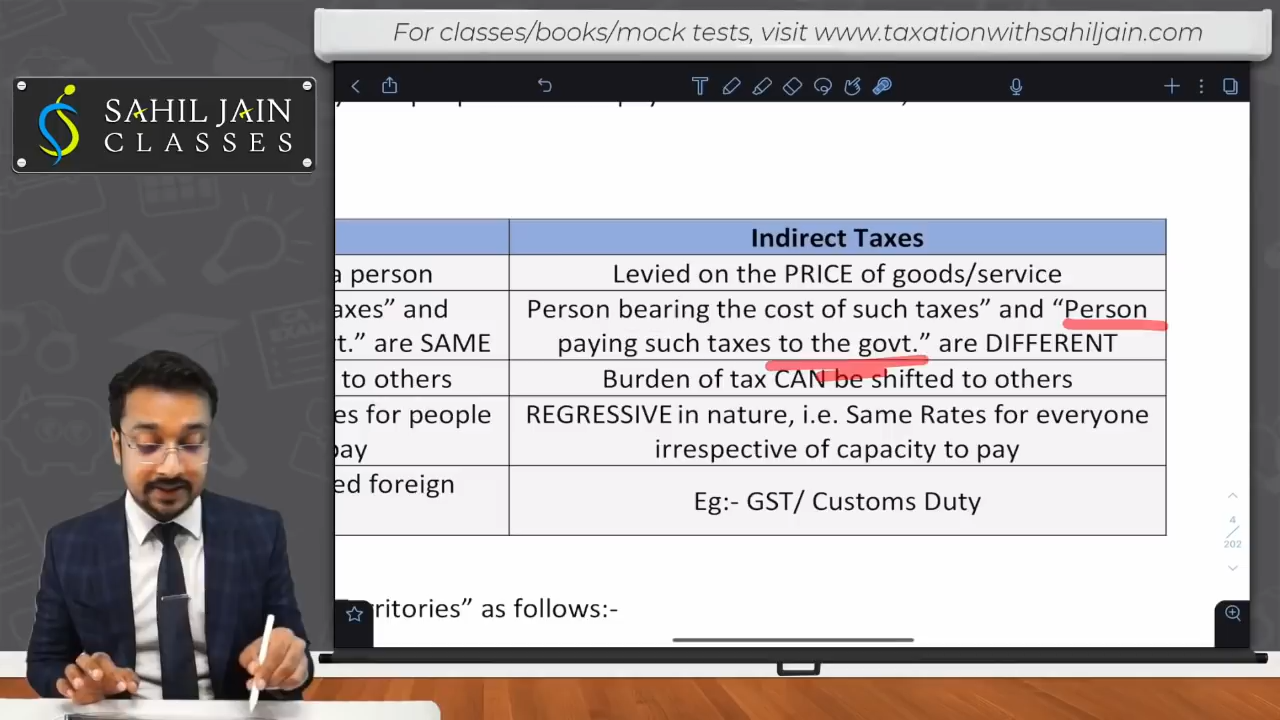 For classes/books/mock tests, visit www.taxationwithsahiljain.com
SAHIL JAIN
CLASSES
Indirect Taxes
a person
Levied on the PRICE of goods/service
axes” and
t.” are SAME
Person bearing the cost of such taxes” and “Person
paying such taxes to the govt.” are DIFFERENT
to others
Burden of tax CAN be shifted to others
es for people
pay
REGRESSIVE in nature, i.e. Same Rates for everyone
irrespective of capacity to pay
ed foreign
Eg:- GST/ Customs Duty
4
202
rritories” as follows:-